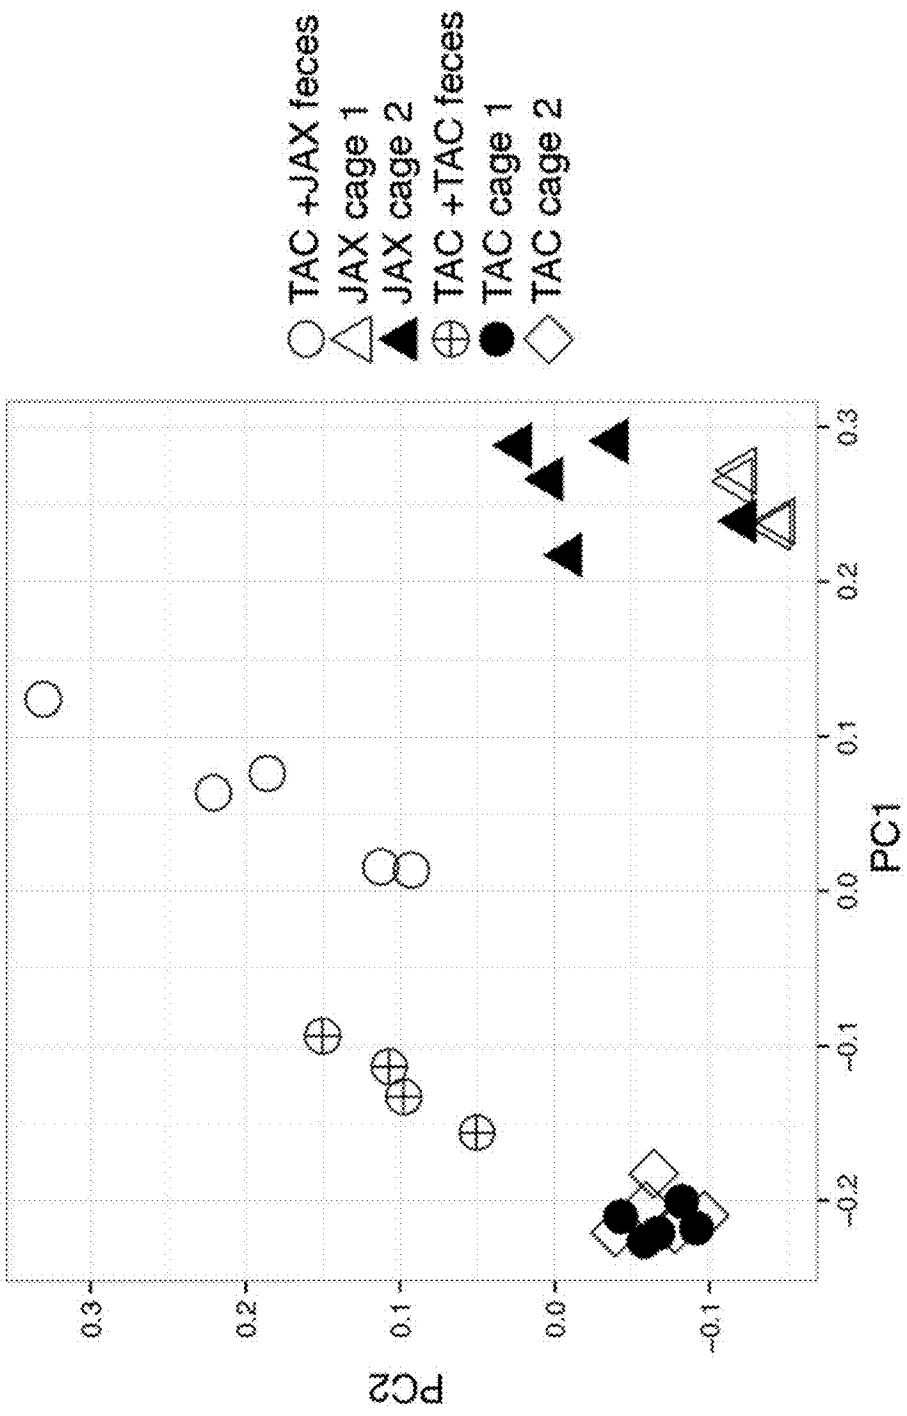 TAC +JAX feces
JAX cage 1
JAX cage 2
TAC +TAC feces
TAC cage 1
TAC cage 2
PC2
0.3
0.2
0.1
0.0
−0.1
−0.2
−0.1
0.0
0.1
0.2
0.3
PC1